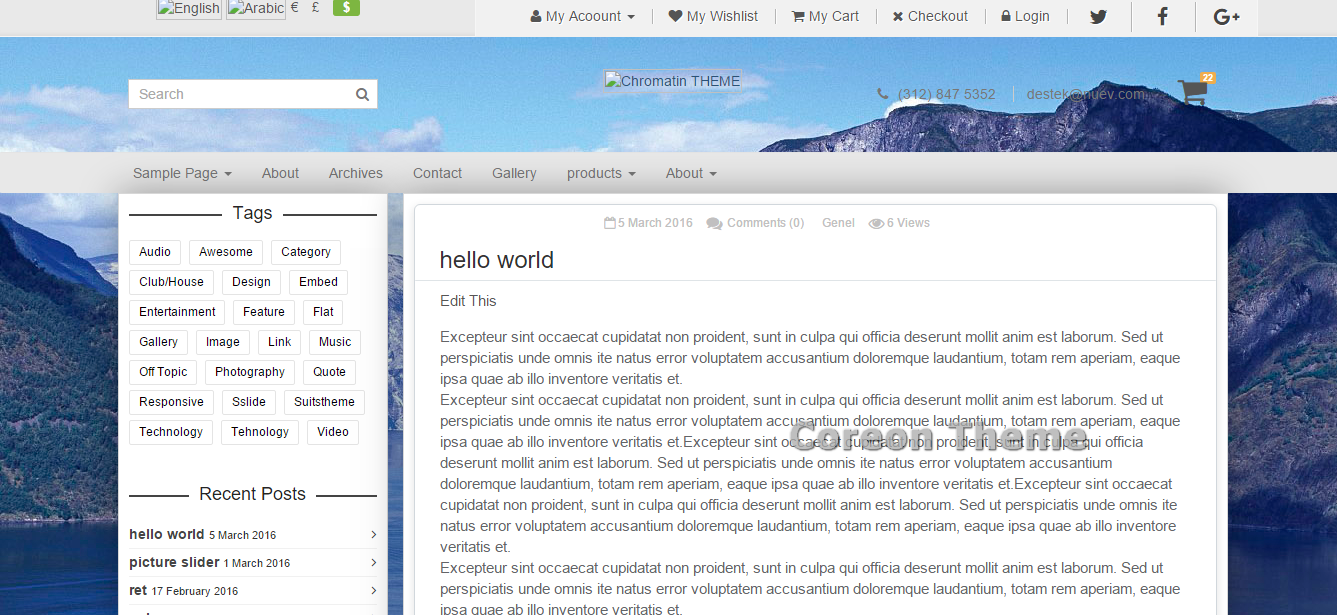 English Arabic € £ $ My Acoount My Wishlist My Cart Checkout Login G+
Search
Chromatin THEME
(312) 847 5352 destek@nuev.com
22
Sample Page About Archives Contact Gallery products About
Tags
Audio Awesome Category
Club/House Design Embed
Entertainment Feature Flat
Gallery Image Link Music
Off Topic Photography Quote
Responsive Sslide Suitstheme
Technology Tehnology Video
Recent Posts
hello world 5 March 2016
picture slider 1 March 2016
ret 17 February 2016
5 March 2016 Comments (0) Genel 6 Views
hello world
Edit This
Excepteur sint occaecat cupidatat non proident, sunt in culpa qui officia deserunt mollit anim est laborum. Sed ut
perspiciatis unde omnis ite natus error voluptatem accusantium doloremque laudantium, totam rem aperiam, eaque
ipsa quae ab illo inventore veritatis et.
Excepteur sint occaecat cupidatat non proident, sunt in culpa qui officia deserunt mollit anim est laborum. Sed ut
perspiciatis unde omnis ite natus error voluptatem accusantium doloremque laudantium, totam rem aperiam, eaque
ipsa quae ab illo inventore veritatis et.Excepteur sint occaecat cupidatat non proident, sunt in culpa qui officia
deserunt mollit anim est laborum. Sed ut perspiciatis unde omnis ite natus error voluptatem accusantium
doloremque laudantium, totam rem aperiam, eaque ipsa quae ab illo inventore veritatis et.Excepteur sint occaecat
cupidatat non proident, sunt in culpa qui officia deserunt mollit anim est laborum. Sed ut perspiciatis unde omnis ite
natus error voluptatem accusantium doloremque laudantium, totam rem aperiam, eaque ipsa quae ab illo inventore
veritatis et.
Excepteur sint occaecat cupidatat non proident, sunt in culpa qui officia deserunt mollit anim est laborum. Sed ut
perspiciatis unde omnis ite natus error voluptatem accusantium doloremque laudantium, totam rem aperiam, eaque
ipsa quae ab illo inventore veritatis et.
Coreon Theme